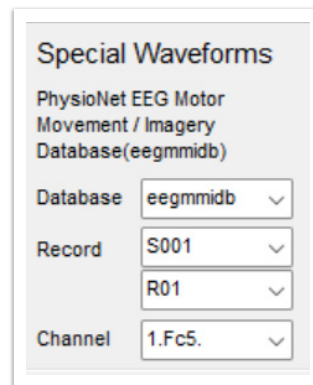 Special Waveforms
PhysioNet EEG Motor
Movement / Imagery
Database(eegmmidb)
Database eegmmidb
Record S001
R01
Channel 1.Fc5.